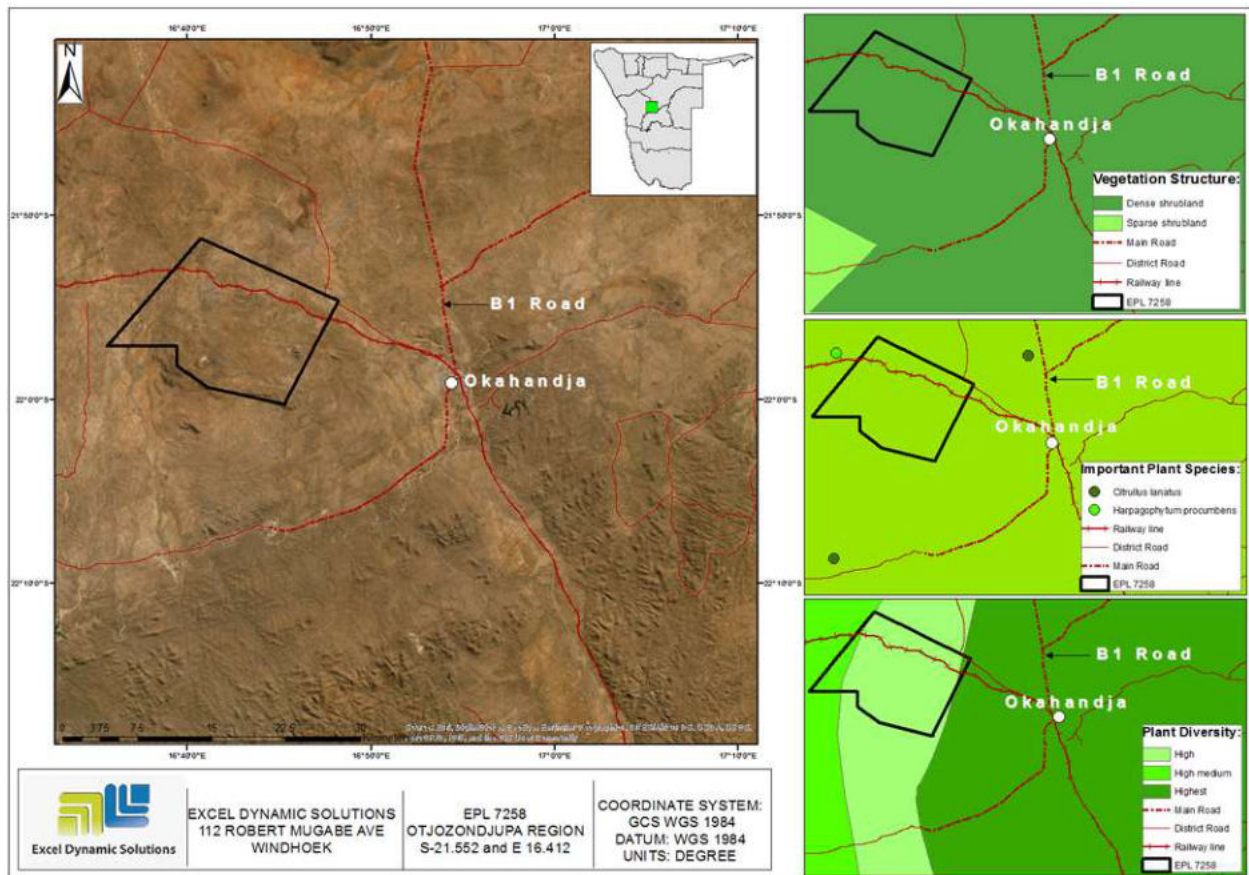 16°40'0"E
16°50'0"E
17°0'0"E
17°10'0"E
N
21°50'0"S
22°0'0"S
22°10'0"S
21°50'0"S
22°0'0"S
22°10'0"S
B1 Road
Okahandja
0 3.75 7.5 15 22.5 30
16°40'0"E
16°50'0"E
17°0'0"E
17°10'0"E
B1 Road
Okahandja
Vegetation Structure:
Dense shrubland
Sparse shrubland
Main Road
District Road
Railway line
EPL 7258
B1 Road
Okahandja
Important Plant Species:
Citrullus lanatus
Harpagophytum procumbens
Railway line
District Road
Main Road
EPL 7258
B1 Road
Okahandja
Plant Diversity:
High
High medium
Highest
Main Road
District Road
Railway line
EPL 7258
Excel Dynamic Solutions
EXCEL DYNAMIC SOLUTIONS
112 ROBERT MUGABE AVE
WINDHOEK
EPL 7258
OTJOZONDJUPA REGION
S-21.552 and E 16.412
COORDINATE SYSTEM:
GCS WGS 1984
DATUM: WGS 1984
UNITS: DEGREE